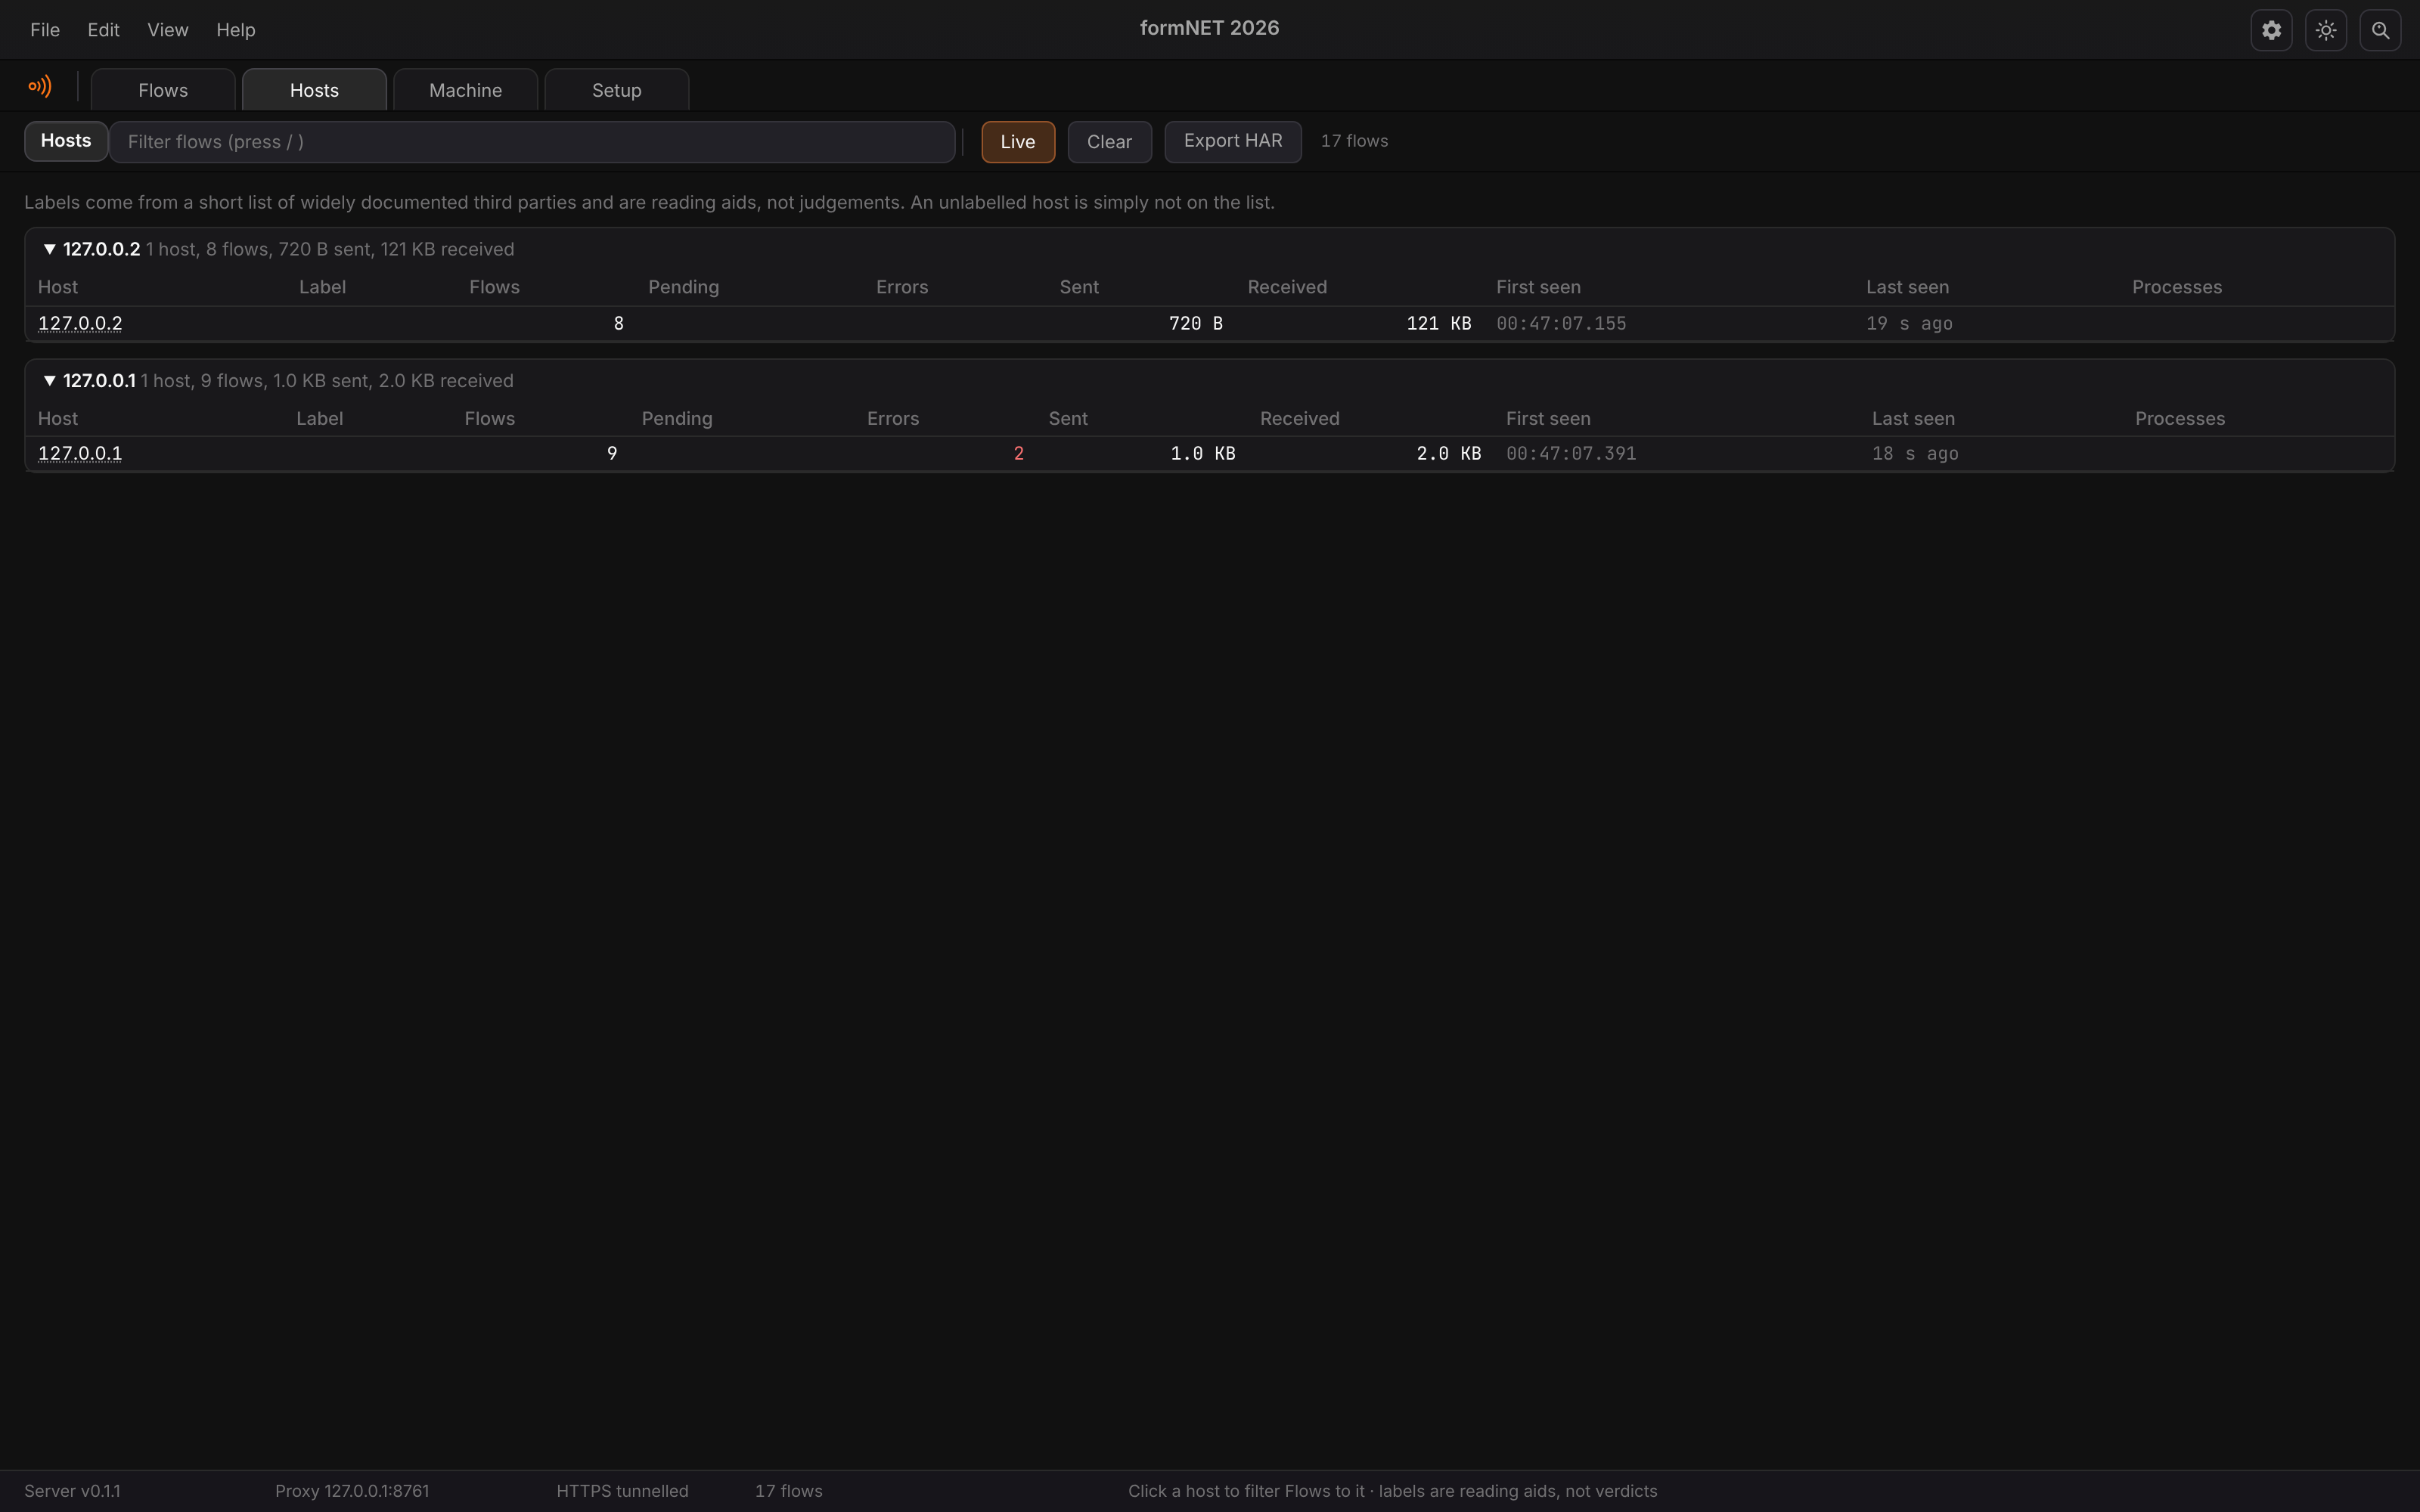 File Edit View Help formNET 2026
Flows Hosts Machine Setup
Hosts Filter flows (press / ) Live Clear Export HAR 17 flows
Labels come from a short list of widely documented third parties and are reading aids, not judgements. An unlabelled host is simply not on the list.
▼ 127.0.0.2 1 host, 8 flows, 720 B sent, 121 KB received
Host Label Flows Pending Errors Sent Received First seen Last seen Processes
127.0.0.2 8 720 B 121 KB 00:47:07.155 19 s ago
▼ 127.0.0.1 1 host, 9 flows, 1.0 KB sent, 2.0 KB received
Host Label Flows Pending Errors Sent Received First seen Last seen Processes
127.0.0.1 9 2 1.0 KB 2.0 KB 00:47:07.391 18 s ago
Server v0.1.1 Proxy 127.0.0.1:8761 HTTPS tunnelled 17 flows Click a host to filter Flows to it · labels are reading aids, not verdicts